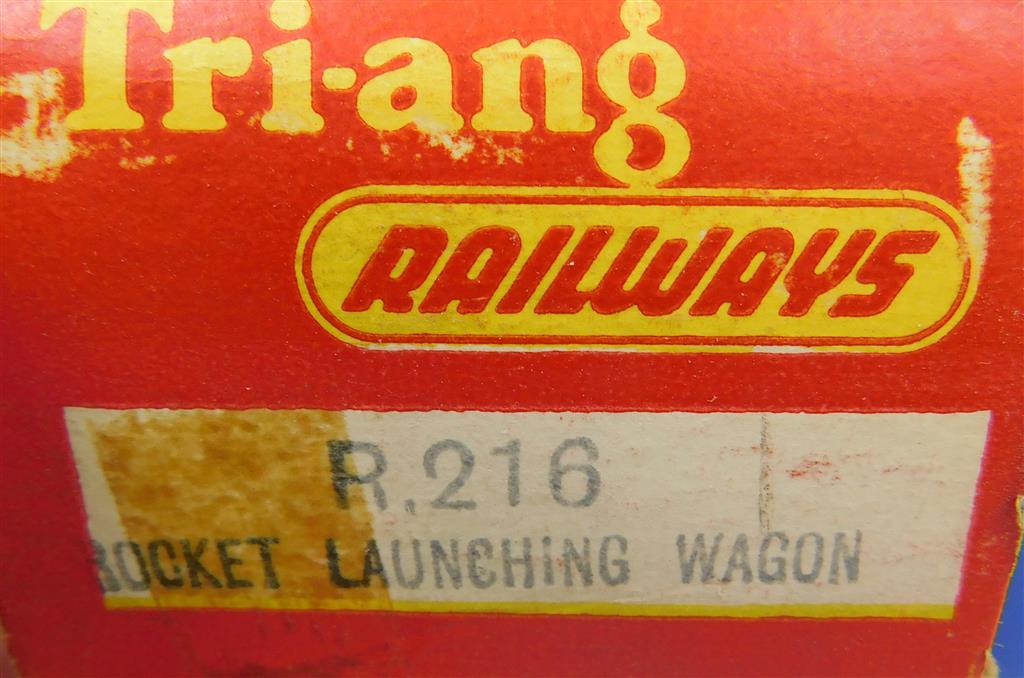 Tri-ang
RAILWAYS
R.216
ROCKET LAUNCHING WAGON